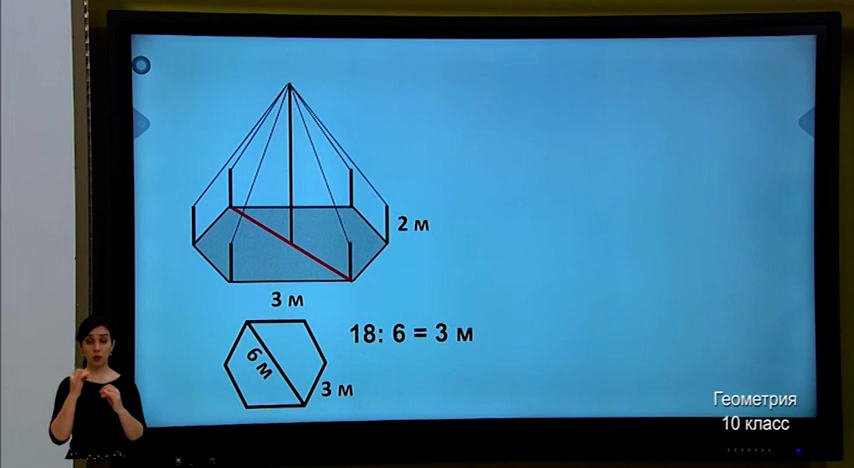 2 м
3 м
18: 6 = 3 м
6 м
3 м
Геометрия
10 класс